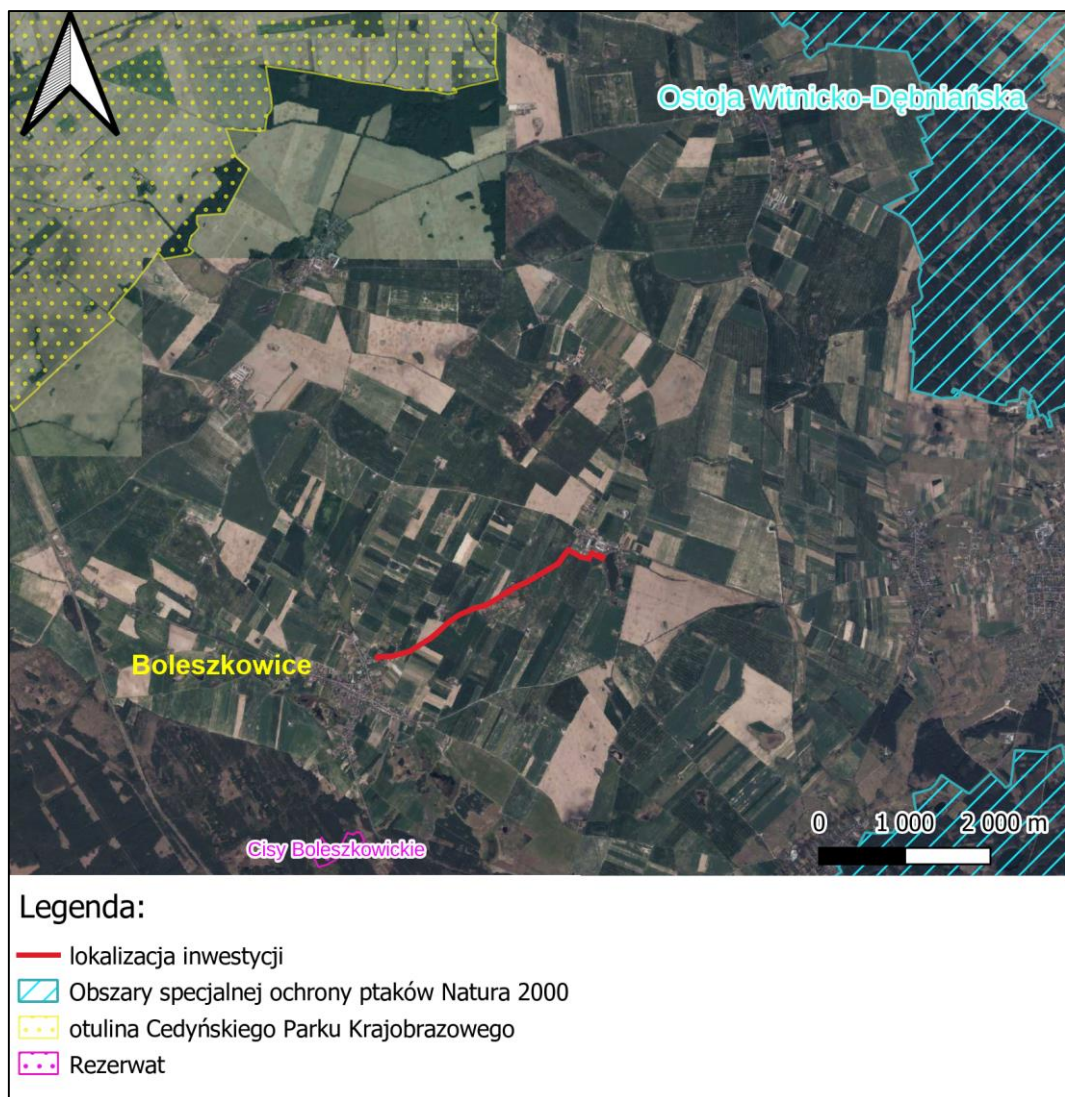 Ostoja Witnicko-Dębniańska
Boleszkowice
Cisy Boleszkowickie
0 1 000 2 000 m
Legenda:
lokalizacja inwestycji
Obszary specjalnej ochrony ptaków Natura 2000
otulina Cedyńskiego Parku Krajobrazowego
Rezerwat